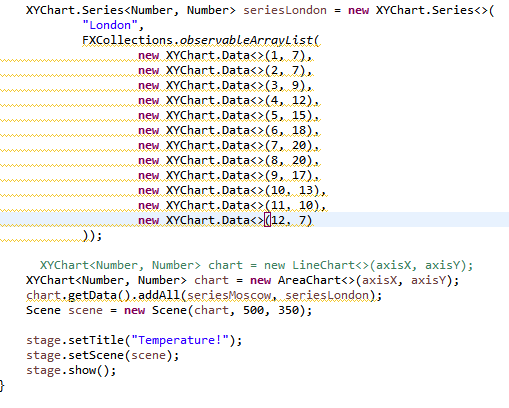 XYChart.Series<Number, Number> seriesLondon = new XYChart.Series<>(
"London",
FXCollections.observableArrayList(
new XYChart.Data<>(1, 7),
new XYChart.Data<>(2, 7),
new XYChart.Data<>(3, 9),
new XYChart.Data<>(4, 12),
new XYChart.Data<>(5, 15),
new XYChart.Data<>(6, 18),
new XYChart.Data<>(7, 20),
new XYChart.Data<>(8, 20),
new XYChart.Data<>(9, 17),
new XYChart.Data<>(10, 13),
new XYChart.Data<>(11, 10),
new XYChart.Data<>(12, 7)
));
XYChart<Number, Number> chart = new LineChart<>(axisX, axisY);
XYChart<Number, Number> chart = new AreaChart<>(axisX, axisY);
chart.getData().addAll(seriesMoscow, seriesLondon);
Scene scene = new Scene(chart, 500, 350);
stage.setTitle("Temperature!");
stage.setScene(scene);
stage.show();
}